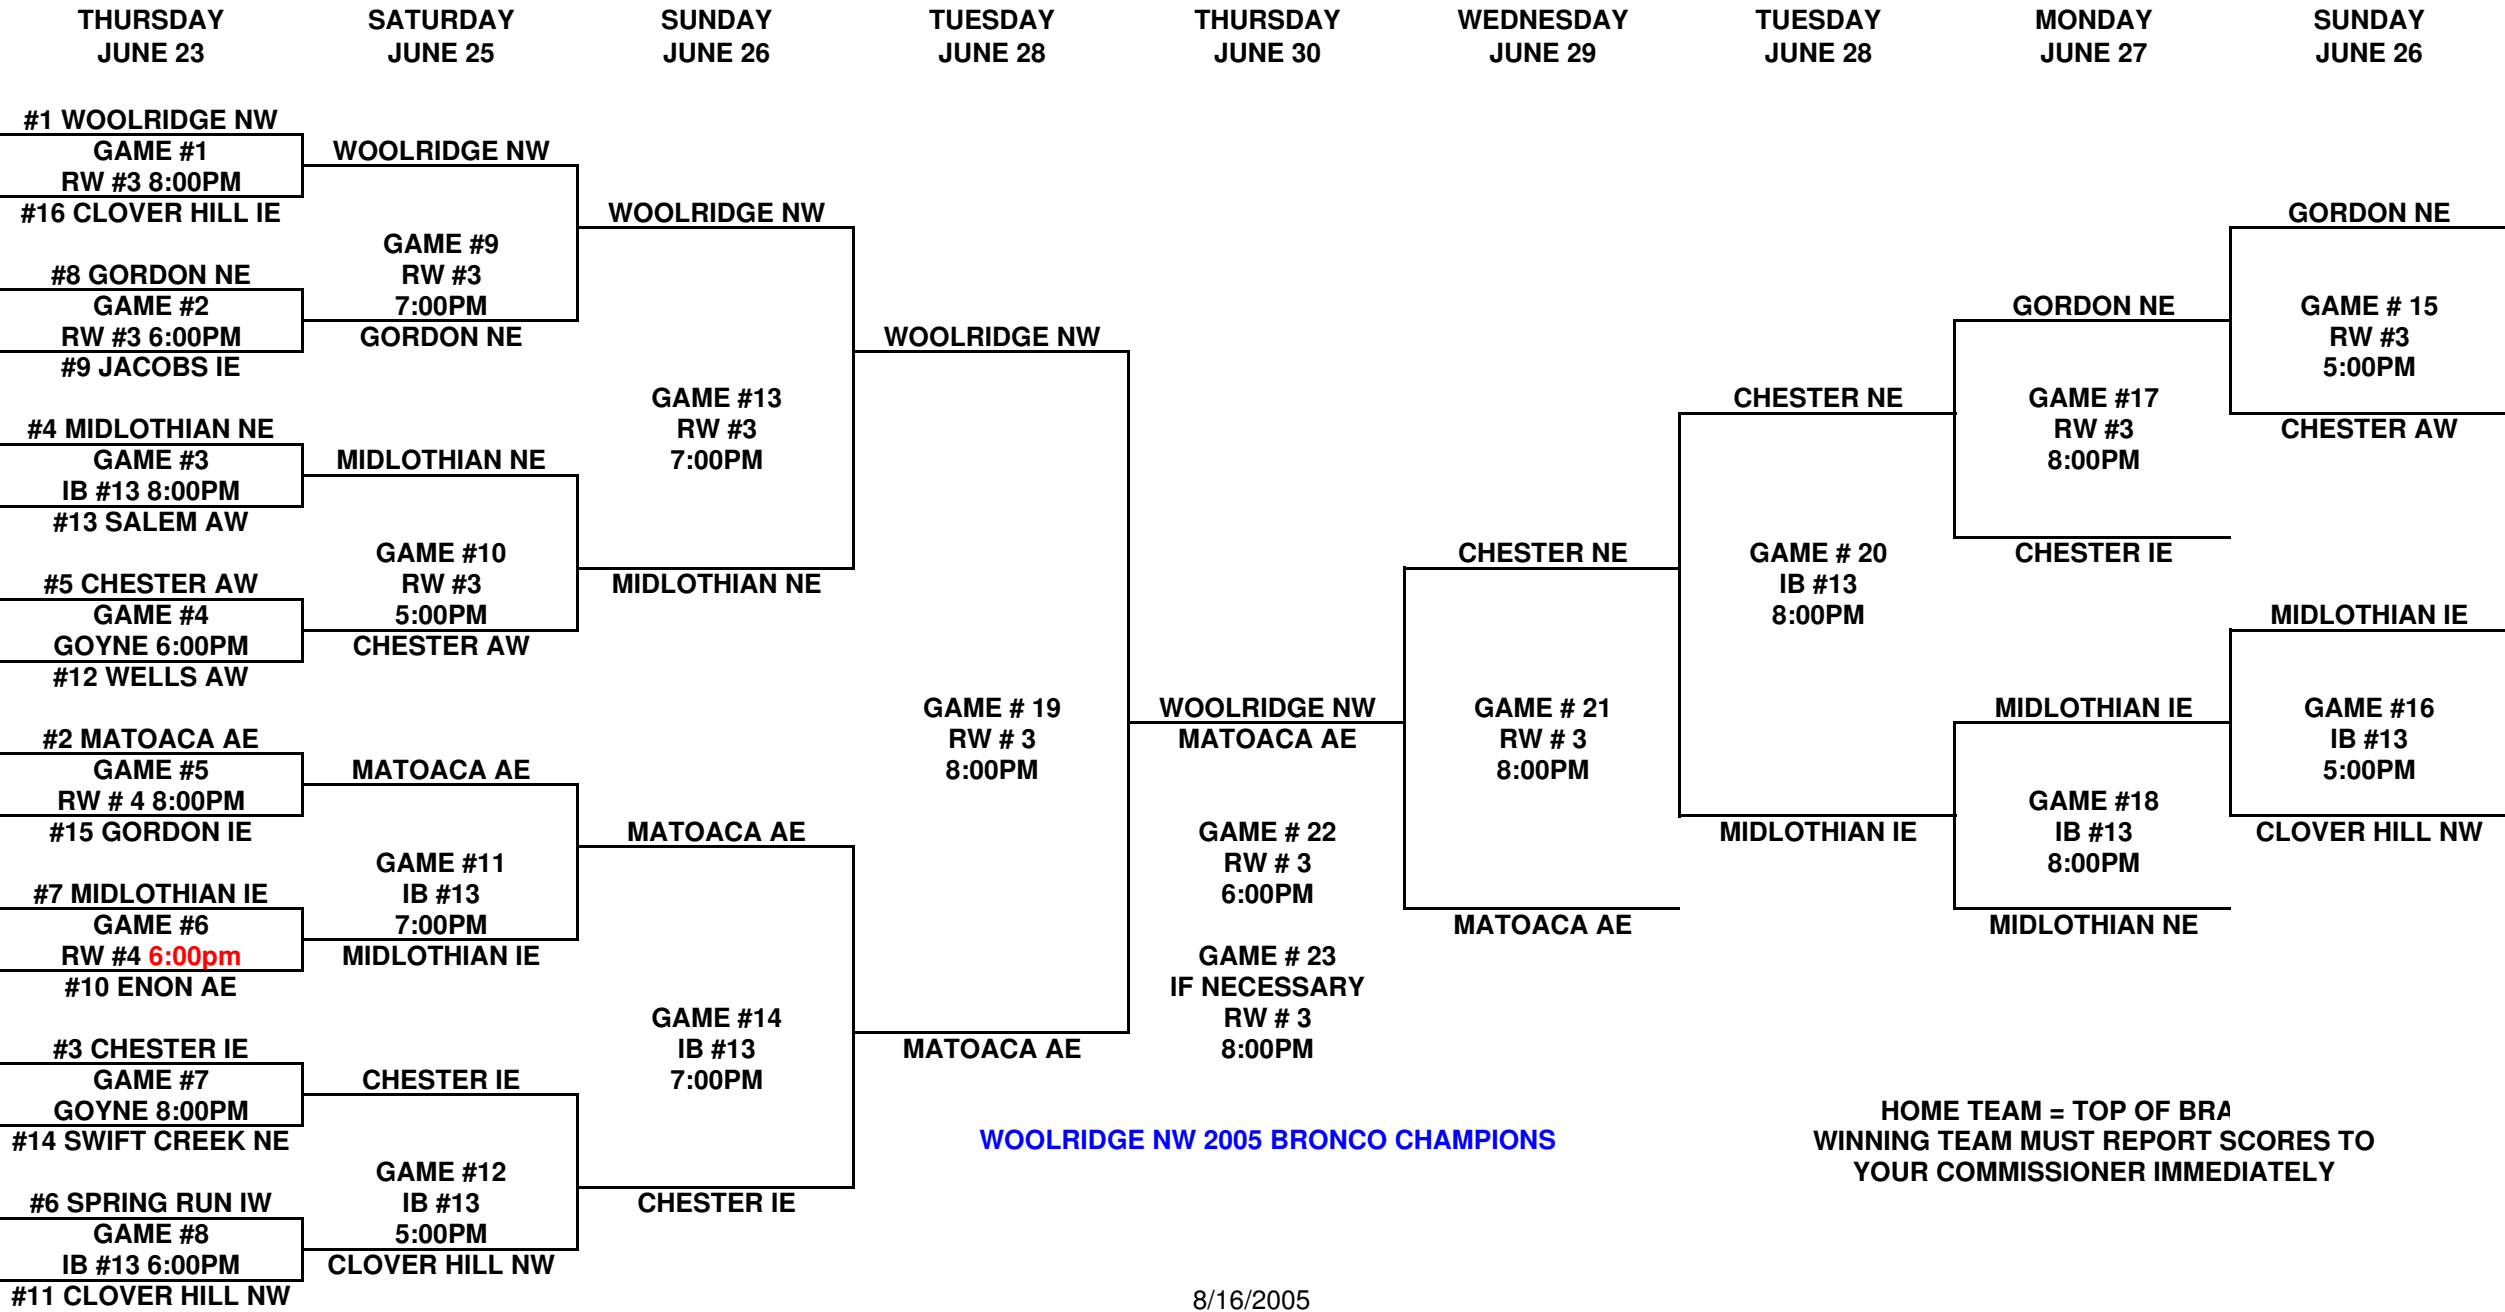 THURSDAY
JUNE 23
SATURDAY
JUNE 25
SUNDAY
JUNE 26
TUESDAY
JUNE 28
THURSDAY
JUNE 30
WEDNESDAY
JUNE 29
TUESDAY
JUNE 28
MONDAY
JUNE 27
SUNDAY
JUNE 26
#1 WOOLRIDGE NW
GAME #1
RW #3 8:00PM
#16 CLOVER HILL IE
#8 GORDON NE
GAME #2
RW #3 6:00PM
#9 JACOBS IE
#4 MIDLOTHIAN NE
GAME #3
IB #13 8:00PM
#13 SALEM AW
#5 CHESTER AW
GAME #4
GOYNE 6:00PM
#12 WELLS AW
#2 MATOACA AE
GAME #5
RW # 4 8:00PM
#15 GORDON IE
#7 MIDLOTHIAN IE
GAME #6
RW #4 6:00pm
#10 ENON AE
#3 CHESTER IE
GAME #7
GOYNE 8:00PM
#14 SWIFT CREEK NE
#6 SPRING RUN IW
GAME #8
IB #13 6:00PM
#11 CLOVER HILL NW
WOOLRIDGE NW
GAME #9
RW #3
7:00PM
GORDON NE
MIDLOTHIAN NE
GAME #10
RW #3
5:00PM
CHESTER AW
MATOACA AE
GAME #11
IB #13
7:00PM
MIDLOTHIAN IE
CHESTER IE
GAME #12
IB #13
5:00PM
CLOVER HILL NW
WOOLRIDGE NW
GAME #13
RW #3
7:00PM
MIDLOTHIAN NE
MATOACA AE
GAME #14
IB #13
7:00PM
CHESTER IE
WOOLRIDGE NW
GAME # 19
RW # 3
8:00PM
MATOACA AE
WOOLRIDGE NW
MATOACA AE
GAME # 22
RW # 3
6:00PM
GAME # 23
IF NECESSARY
RW # 3
8:00PM
CHESTER NE
GAME # 21
RW # 3
8:00PM
MATOACA AE
CHESTER NE
GAME # 20
IB #13
8:00PM
MIDLOTHIAN IE
GORDON NE
GAME #17
RW #3
8:00PM
CHESTER IE
MIDLOTHIAN IE
GAME #18
IB #13
8:00PM
MIDLOTHIAN NE
GORDON NE
GAME # 15
RW #3
5:00PM
CHESTER AW
MIDLOTHIAN IE
GAME #16
IB #13
5:00PM
CLOVER HILL NW
WOOLRIDGE NW 2005 BRONCO CHAMPIONS
HOME TEAM = TOP OF BRA
WINNING TEAM MUST REPORT SCORES TO
YOUR COMMISSIONER IMMEDIATELY
8/16/2005